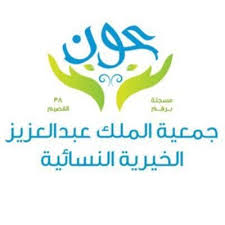 عون
مسجلة برقم
٣٨ القصيم
جمعية الملك عبدالعزيز
الخيرية النسائية